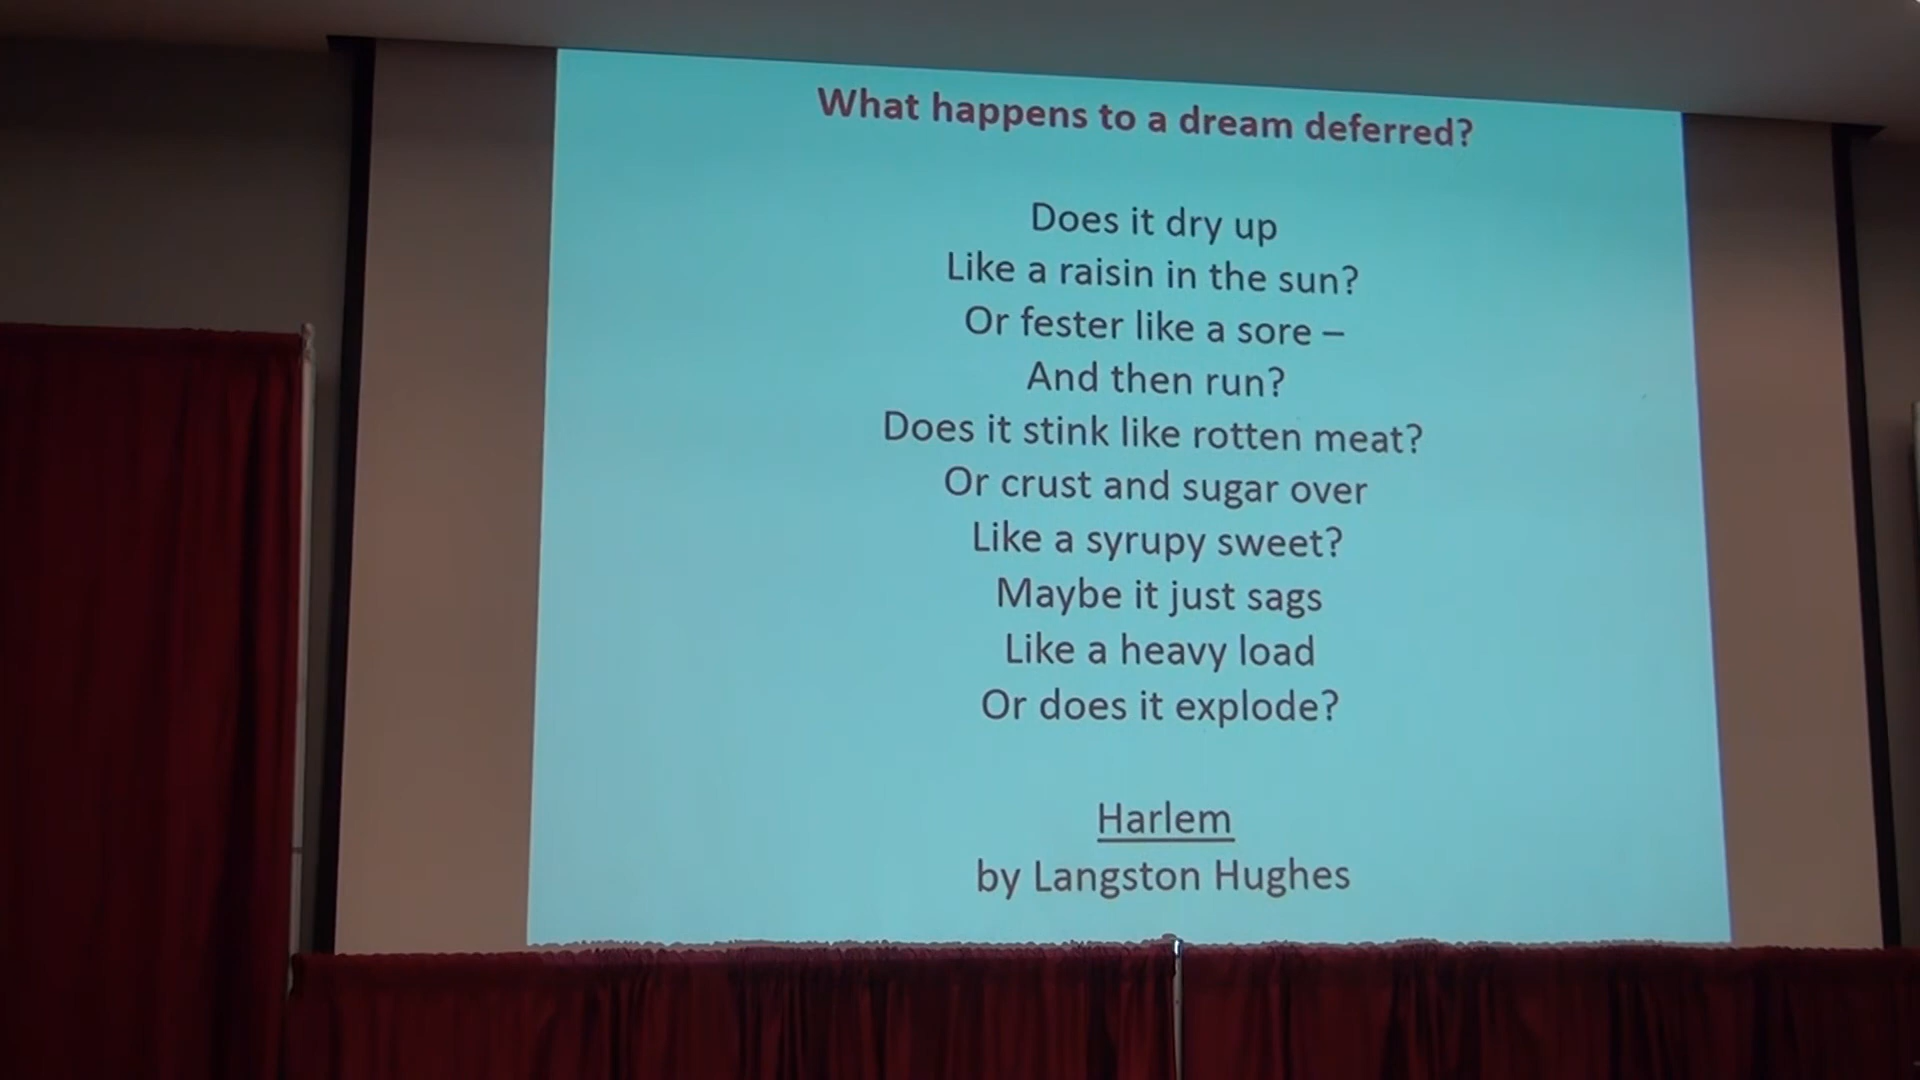 What happens to a dream deferred?
Does it dry up
Like a raisin in the sun?
Or fester like a sore –
And then run?
Does it stink like rotten meat?
Or crust and sugar over
Like a syrupy sweet?
Maybe it just sags
Like a heavy load
Or does it explode?
Harlem
by Langston Hughes